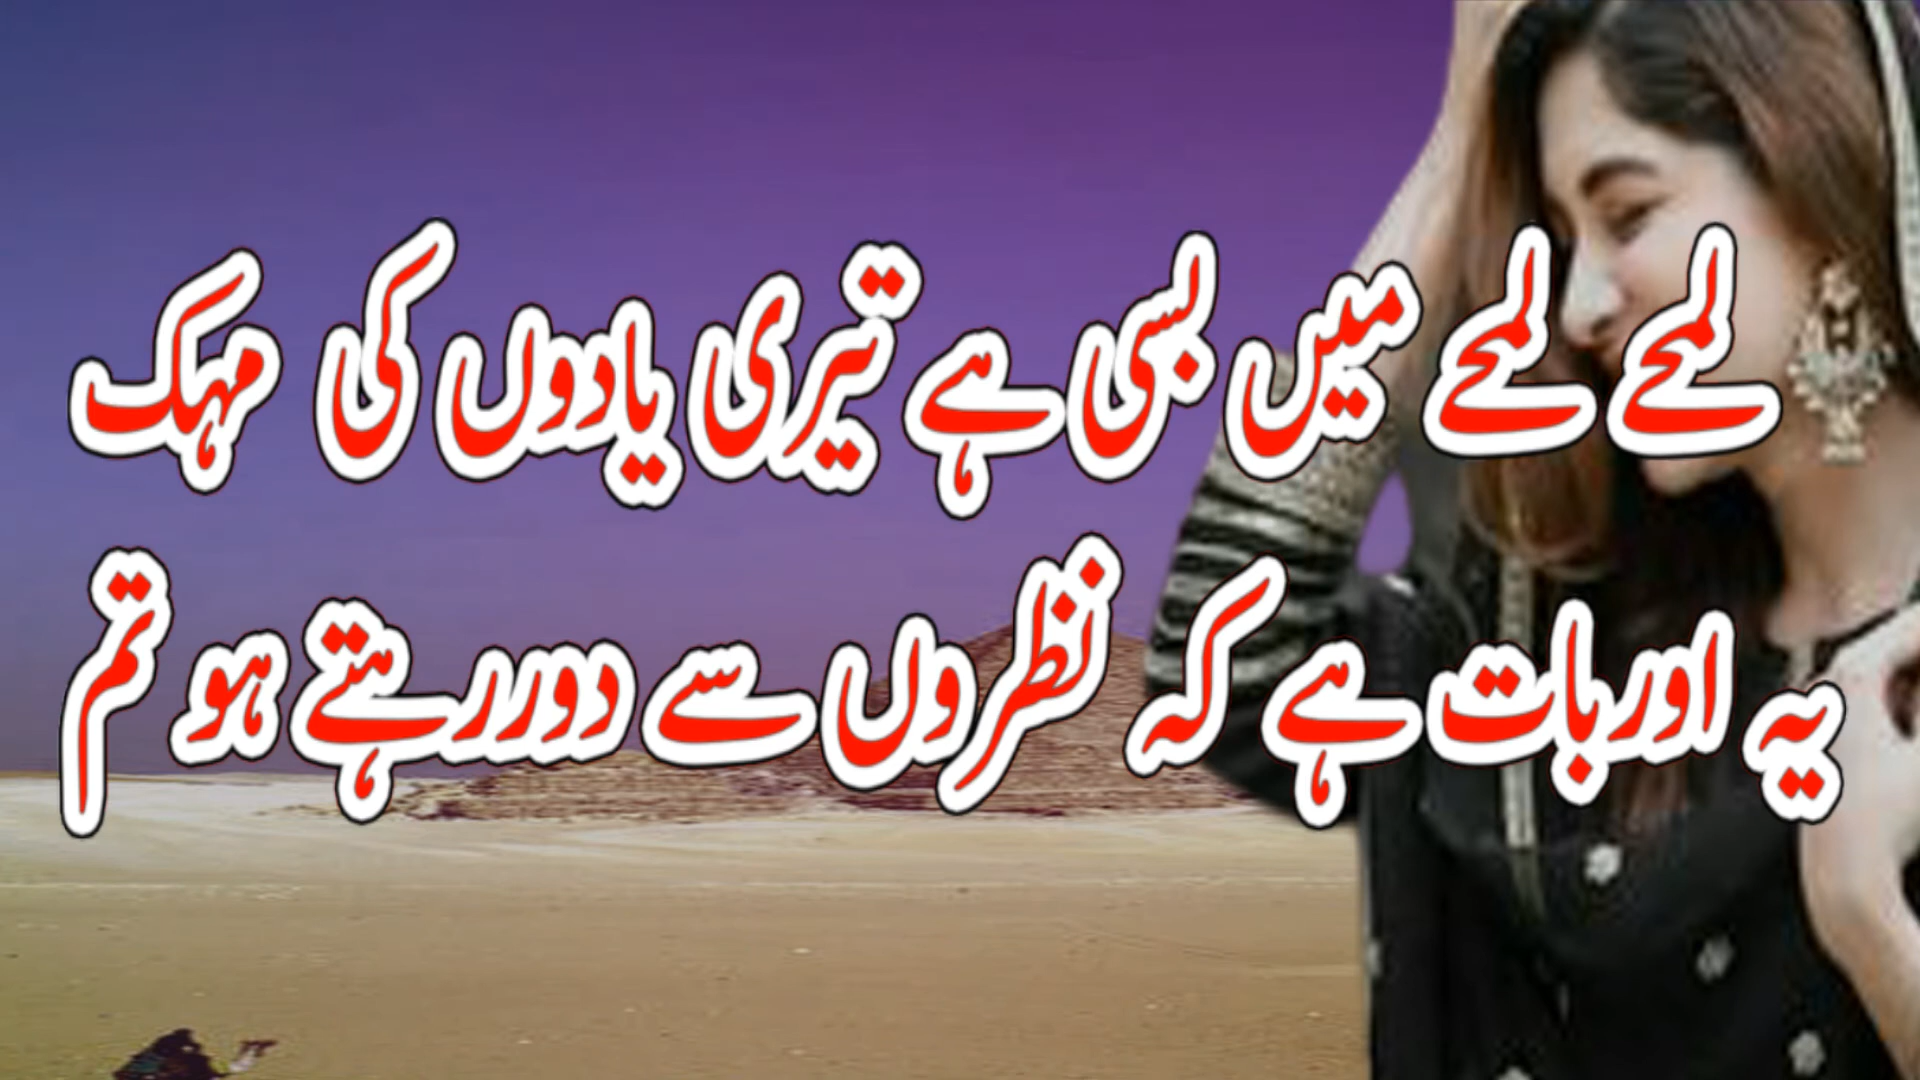 لمحے لمحے میں بسی ہے تیری یادوں کی مہک
یہ اور بات ہے کہ نظروں سے دور رہتے ہو تم